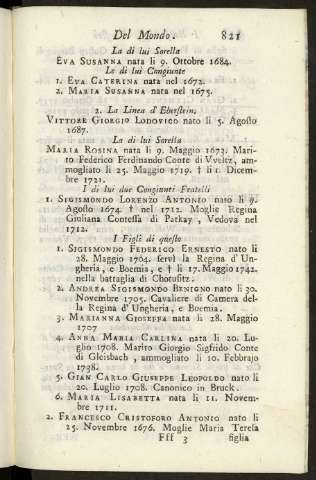 Del Mondo. 821
La di lui Sorella
EVA SUSANNA nata li 9. Ottobre 1684.
Le di lui Congiunte
1. EVA CATERINA nata nel 1672.
2. MARIA SUSANNA nata nel 1675.
2. La Linea d'Eberstein.
VITTORE GIORGIO LODOVICO nato li 5. Agosto
1687.
La di lui Sorella
MARIA ROSINA nata li 9. Maggio 1673. Mari-
to Federico Ferdinando Conte di Vveltz, am-
mogliato li 25. Maggio 1719. † li 1. Dicem-
bre 1721.
I di lui due Congiunti Fratelli
1. SIGISMONDO LORENZO ANTONIO nato li 9.
Agosto 1674. † nel 1712. Moglie Regina
Giuliana Contessa di Patkay, Vedova nel
1712.
I Figli di questo
1. SIGISMONDO FEDERICO ERNESTO nato li
28. Maggio 1704. servì la Regina d'Un-
gheria, e Boemia, e † li 17. Maggio 1742.
nella battaglia di Chotusitz.
2. ANDREA SIGISMONDO BENIGNO nato li 30.
Novembre 1705. Cavaliere di Camera del-
la Regina d'Ungheria, e Boemia.
3. MARIANNA GIOSEFFA nata li 28. Maggio
1707
4. ANNA MARIA CARLINA nata li 20. Lu-
glio 1708. Marito Giorgio Sigfrido Conte
di Gleisbach, ammogliato li 10. Febbrajo
1738.
5. GIAN CARLO GIUSEPPE LEOPOLDO nato li
20. Luglio 1708. Canonico in Bruck.
6. MARIA LISABETTA nata li 11. Novem-
bre 1711.
2. FRANCESCO CRISTOFORO ANTONIO nato li
25. Novembre 1676. Moglie Maria Teresa
Fff 3 figlia